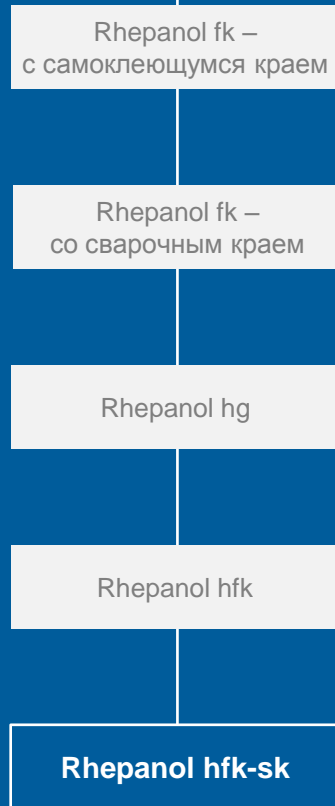 Rhepanol fk –
с самоклеющумся краем
Rhepanol fk –
со сварочным краем
Rhepanol hg
Rhepanol hfk
Rhepanol hfk-sk